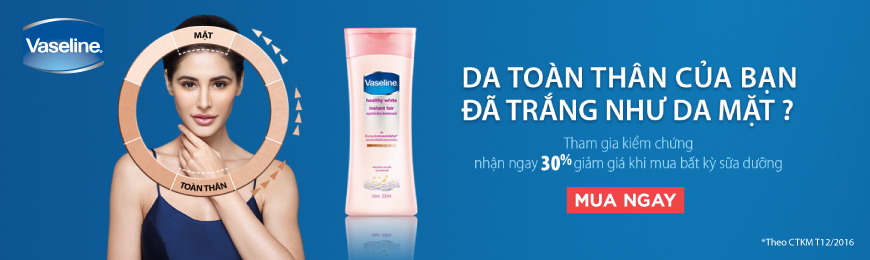 Vaseline®
MẶT
TOÀN THÂN
Vaseline
healthy white
instant fair
DA TOÀN THÂN CỦA BẠN
ĐÃ TRẮNG NHƯ DA MẶT ?
Tham gia kiểm chứng
nhận ngay 30% giảm giá khi mua bất kỳ sữa dưỡng
MUA NGAY
*Theo CTKM T12/2016